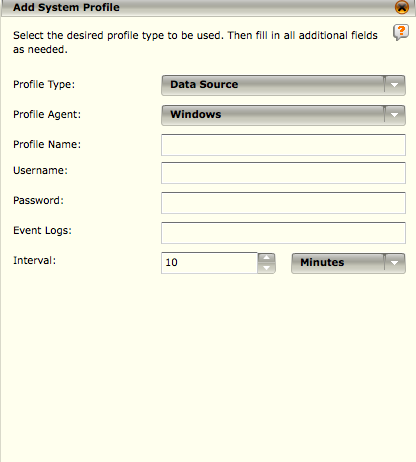 Add System Profile
Select the desired profile type to be used. Then fill in all additional fields
as needed.
Profile Type: Data Source
Profile Agent: Windows
Profile Name:
Username:
Password:
Event Logs:
Interval: 10 Minutes